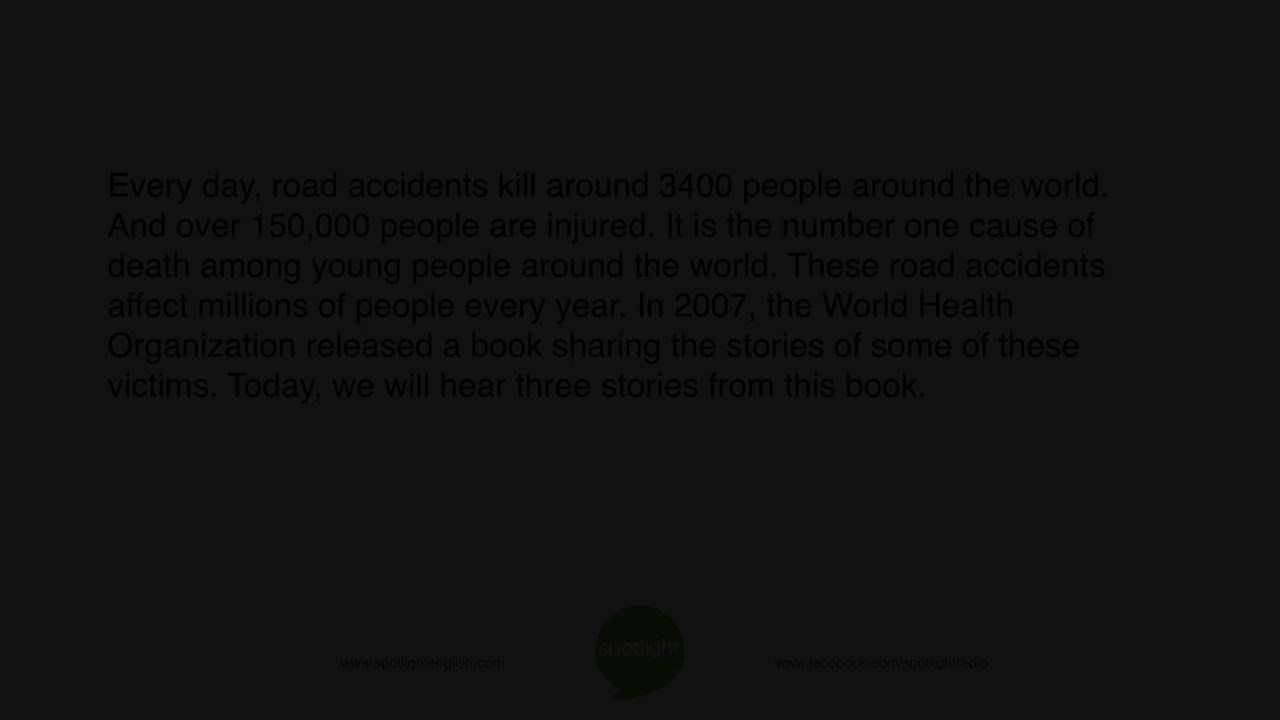 Every day, road accidents kill around 3400 people around the world.
And over 150,000 people are injured. It is the number one cause of
death among young people around the world. These road accidents
affect millions of people every year. In 2007, the World Health
Organization released a book sharing the stories of some of these
victims. Today, we will hear three stories from this book.
spotlight
www.spotlightenglish.com
www.facebook.com/spotlightradio